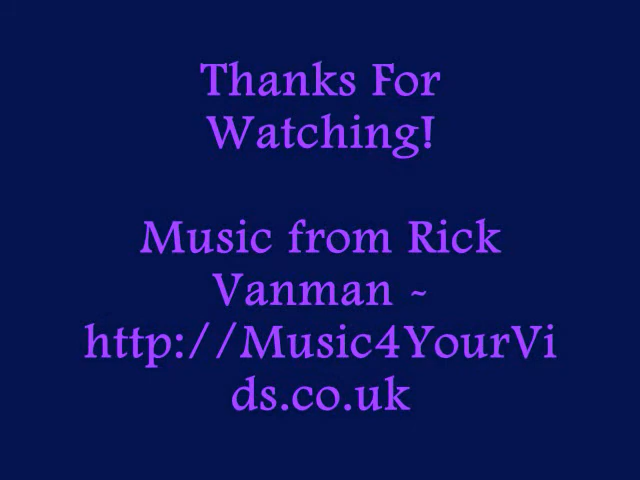 Thanks For
Watching!
Music from Rick
Vanman -
http://Music4YourVi
ds.co.uk